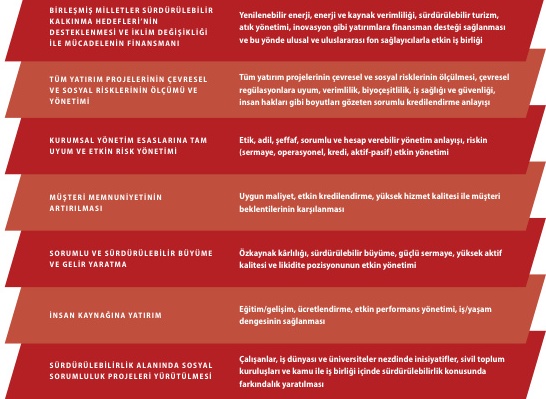 BİRLEŞMİŞ MİLLETLER SÜRDÜRÜLEBİLİR
KALKINMA HEDEFLERİ'NİN
DESTEKLENMESİ VE İKLİM DEĞİŞİKLİĞİ
İLE MÜCADELENİN FİNANSMANI
Yenilenebilir enerji, enerji ve kaynak verimliliği, sürdürülebilir turizm,
atık yönetimi, inovasyon gibi yatırımlara finansman desteği sağlanması
ve bu yönde ulusal ve uluslararası fon sağlayıcılarla etkin iş birliği
TÜM YATIRIM PROJELERİNİN ÇEVRESEL
VE SOSYAL RİSKLERİNİN ÖLÇÜMÜ VE
YÖNETİMİ
Tüm yatırım projelerinin çevresel ve sosyal risklerinin ölçülmesi, çevresel
regülasyonlara uyum, verimlilik, biyoçeşitlilik, iş sağlığı ve güvenliği,
insan hakları gibi boyutları gözeten sorumlu kredilendirme anlayışı
KURUMSAL YÖNETİM ESASLARINA TAM
UYUM VE ETKİN RİSK YÖNETİMİ
Etik, adil, şeffaf, sorumlu ve hesap verebilir yönetim anlayışı, riskin
(sermaye, operasyonel, kredi, aktif-pasif) etkin yönetimi
MÜŞTERİ MEMNUNİYETİNİN
ARTIRILMASI
Uygun maliyet, etkin kredilendirme, yüksek hizmet kalitesi ile müşteri
beklentilerinin karşılanması
SORUMLU VE SÜRDÜRÜLEBİLİR BÜYÜME
VE GELİR YARATMA
Özkaynak kârlılığı, sürdürülebilir büyüme, güçlü sermaye, yüksek aktif
kalitesi ve likidite pozisyonunun etkin yönetimi
İNSAN KAYNAĞINA YATIRIM
Eğitim/gelişim, ücretlendirme, etkin performans yönetimi, iş/yaşam
dengesinin sağlanması
SÜRDÜRÜLEBİLİRLİK ALANINDA SOSYAL
SORUMLULUK PROJELERİ YÜRÜTÜLMESİ
Çalışanlar, iş dünyası ve üniversiteler nezdinde inisiyatifler, sivil toplum
kuruluşları ve kamu ile iş birliği içinde sürdürülebilirlik konusunda
farkındalık yaratılması